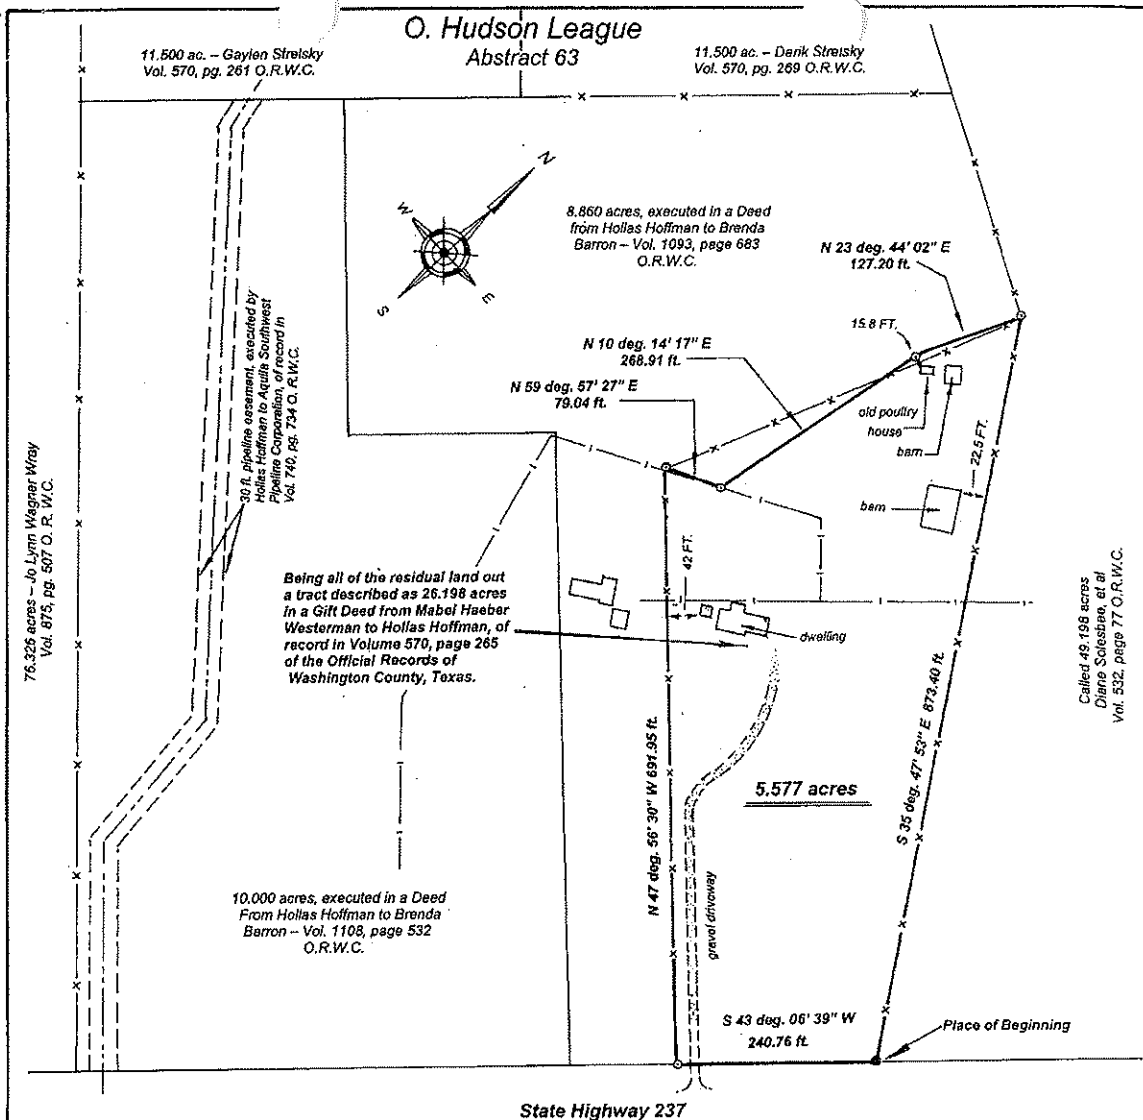 O. Hudson League
Abstract 63
11.500 ac. – Gaylen Strelsky
Vol. 570, pg. 261 O.R.W.C.
11.500 ac. – Darik Strelsky
Vol. 570, pg. 269 O.R.W.C.
N
W
S
E
8.860 acres, executed in a Deed
from Hollas Hoffman to Brenda
Barron – Vol. 1093, page 683
O.R.W.C.
N 23 deg. 44' 02" E
127.20 ft.
15.8 FT.
N 10 deg. 14' 17" E
268.91 ft.
N 59 deg. 57' 27" E
79.04 ft.
old poultry
house
barn
22.5 FT.
barn
30 ft. pipeline easement, executed by
Hollas Hoffman to Aquila Southwest
Pipeline Corporation, of record in
Vol. 740, pg. 734 O. R.W.C.
76.326 acres – Jo Lynn Wagner Wray
Vol. 875, pg. 507 O. R. W.C.
42 FT.
Being all of the residual land out
a tract described as 26.198 acres
in a Gift Deed from Mabel Haeber
Westerman to Hollas Hoffman, of
record in Volume 570, page 265
of the Official Records of
Washington County, Texas.
dwelling
Called 49.198 acres
Diane Solesbee, et al
Vol. 532, page 77 O.R.W.C.
S 35 deg. 47' 53" E 873.40 ft.
N 47 deg. 56' 30" W 691.95 ft.
5.577 acres
gravel driveway
10.000 acres, executed in a Deed
From Hollas Hoffman to Brenda
Barron – Vol. 1108, page 532
O.R.W.C.
S 43 deg. 06' 39" W
240.76 ft.
Place of Beginning
State Highway 237